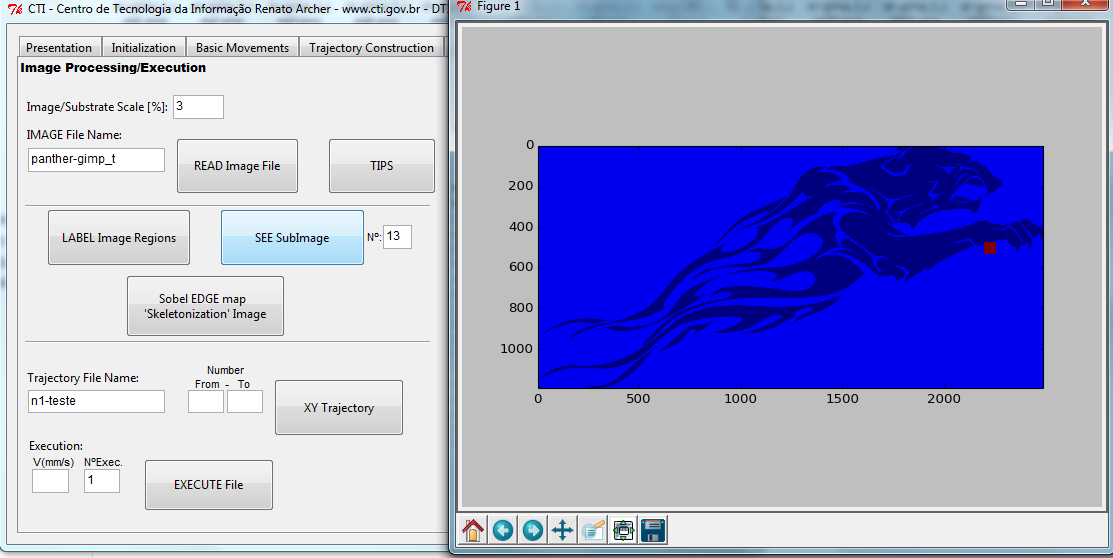 CTI - Centro de Tecnologia da Informação Renato Archer - www.cti.gov.br - DT
Presentation
Initialization
Basic Movements
Trajectory Construction
Image Processing/Execution
Image/Substrate Scale [%]: 3
IMAGE File Name:
panther-gimp_t
READ Image File
TIPS
LABEL Image Regions
SEE SubImage
Nº: 13
Sobel EDGE map
'Skeletonization' Image
Trajectory File Name:
n1-teste
Number
From - To
XY Trajectory
Execution:
V(mm/s) NºExec.
1
EXECUTE File
Figure 1
0
200
400
600
800
1000
0 500 1000 1500 2000